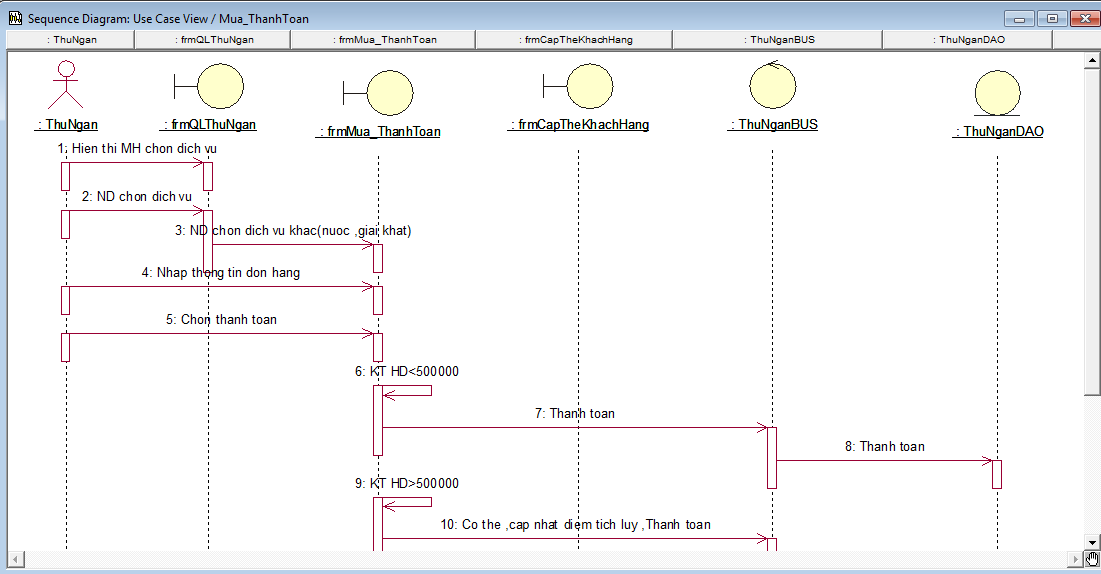 Sequence Diagram: Use Case View / Mua_ThanhToan
: ThuNgan
: frmQLThuNgan
: frmMua_ThanhToan
: frmCapTheKhachHang
: ThuNganBUS
: ThuNganDAO
: ThuNgan
: frmQLThuNgan
: frmMua_ThanhToan
: frmCapTheKhachHang
: ThuNganBUS
: ThuNganDAO
1: Hien thi MH chon dich vu
2: ND chon dich vu
3: ND chon dich vu khac(nuoc ,giai khat)
4: Nhap thong tin don hang
5: Chon thanh toan
6: KT HD<500000
7: Thanh toan
8: Thanh toan
9: KT HD>500000
10: Co the ,cap nhat diem tich luy ,Thanh toan